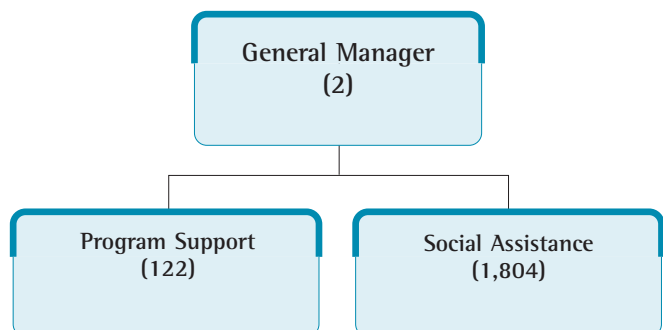 General Manager
(2)
Program Support
(122)
Social Assistance
(1,804)